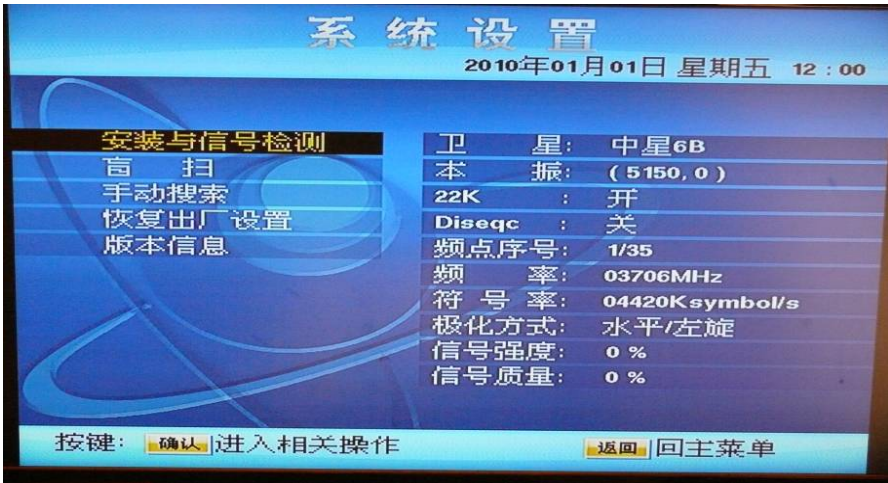 系统设置
2010年01月01日 星期五 12:00
安装与信号检测
盲扫
手动搜索
恢复出厂设置
版本信息
卫星: 中星6B
本振: (5150,0)
22K : 开
Diseqc : 关
频点序号: 1/35
频率: 03706MHz
符号率: 04420Ksymbol/s
极化方式: 水平/左旋
信号强度: 0 %
信号质量: 0 %
按键: 确认 进入相关操作 返回 回主菜单